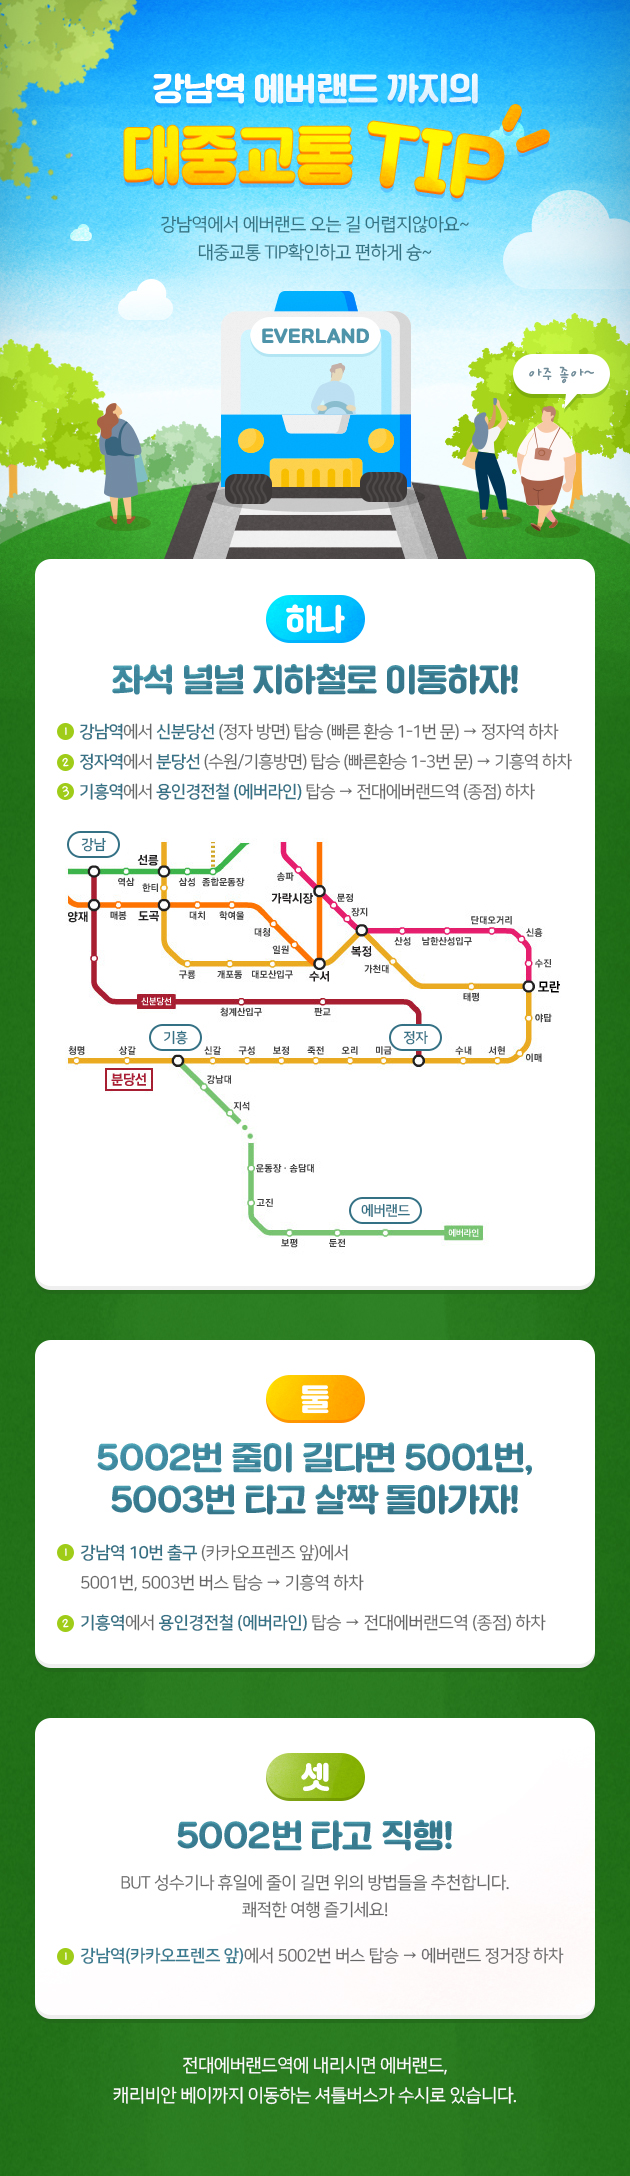 강남역 에버랜드 까지의
대중교통 TIP
강남역에서 에버랜드 오는 길 어렵지않아요~
대중교통 TIP확인하고 편하게 슝~
EVERLAND
아주 좋아~
하나
좌석 널널 지하철로 이동하자!
1 강남역에서 신분당선 (정자 방면) 탑승 (빠른 환승 1-1번 문) → 정자역 하차
2 정자역에서 분당선 (수원/기흥방면) 탑승 (빠른환승 1-3번 문) → 기흥역 하차
3 기흥역에서 용인경전철 (에버라인) 탑승 → 전대에버랜드역 (종점) 하차
강남
선릉
역삼
한티
삼성
종합운동장
송파
가락시장
문정
장지
양재
매봉
도곡
대치
학여울
대청
일원
단대오거리
산성
남한산성입구
신흥
복정
가천대
수진
구룡
개포동
대모산입구
수서
태평
모란
신분당선
청계산입구
판교
야탑
기흥
정자
청명
상갈
신갈
구성
보정
죽전
오리
미금
수내
서현
이매
분당선
강남대
지석
운동장·송담대
고진
에버랜드
보평
둔전
에버라인
둘
5002번 줄이 길다면 5001번,
5003번 타고 살짝 돌아가자!
1 강남역 10번 출구 (카카오프렌즈 앞)에서
5001번, 5003번 버스 탑승 → 기흥역 하차
2 기흥역에서 용인경전철 (에버라인) 탑승 → 전대에버랜드역 (종점) 하차
셋
5002번 타고 직행!
BUT 성수기나 휴일에 줄이 길면 위의 방법들을 추천합니다.
쾌적한 여행 즐기세요!
1 강남역(카카오프렌즈 앞)에서 5002번 버스 탑승 → 에버랜드 정거장 하차
전대에버랜드역에 내리시면 에버랜드,
캐리비안 베이까지 이동하는 셔틀버스가 수시로 있습니다.